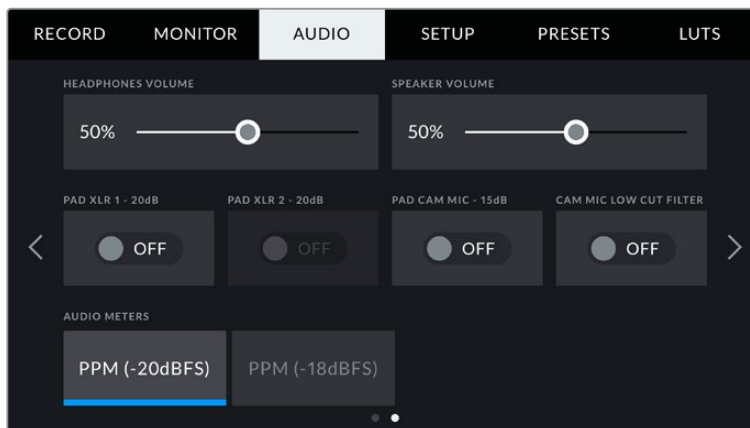 RECORD MONITOR AUDIO SETUP PRESETS LUTS
HEADPHONES VOLUME SPEAKER VOLUME
50% 50%
PAD XLR 1 - 20dB PAD XLR 2 - 20dB PAD CAM MIC - 15dB CAM MIC LOW CUT FILTER
OFF OFF OFF OFF
AUDIO METERS
PPM (-20dBFS) PPM (-18dBFS)